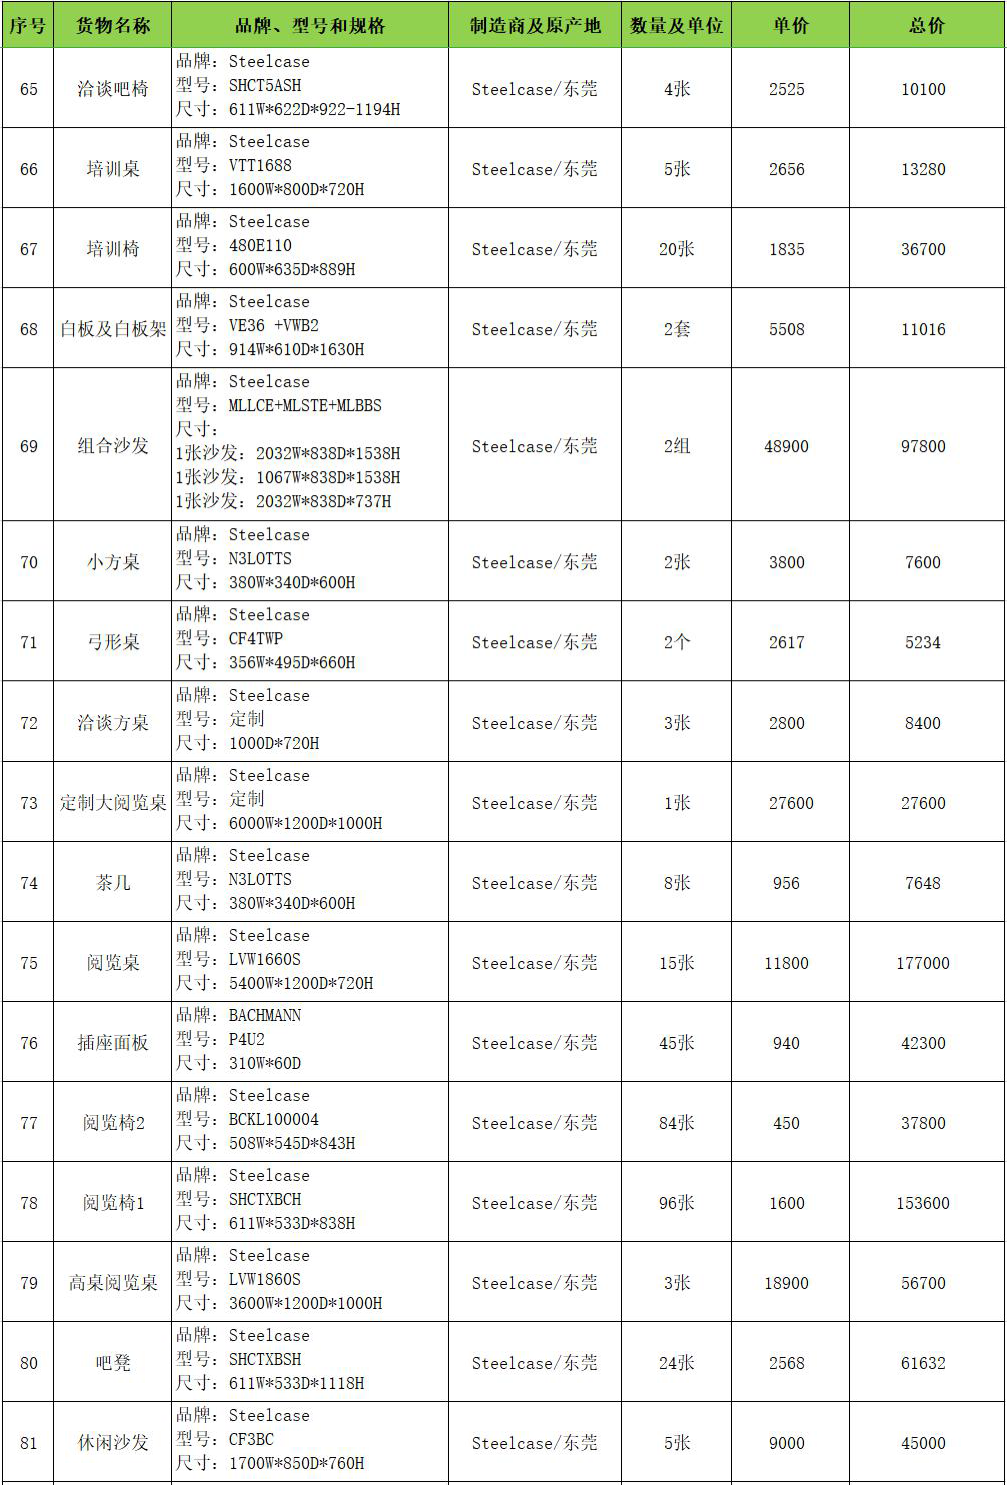 序号 货物名称 品牌、型号和规格 制造商及原产地 数量及单位 单价 总价
品牌：Steelcase
65 洽谈吧椅 型号：SHCT5ASH Steelcase/东莞 4张 2525 10100
尺寸：611W*622D*922-1194H
品牌：Steelcase
66 培训桌 型号：VTT1688 Steelcase/东莞 5张 2656 13280
尺寸：1600W*800D*720H
品牌：Steelcase
67 培训椅 型号：480E110 Steelcase/东莞 20张 1835 36700
尺寸：600W*635D*889H
品牌：Steelcase
68 白板及白板架 型号：VE36 +VWB2 Steelcase/东莞 2套 5508 11016
尺寸：914W*610D*1630H
品牌：Steelcase
型号：MLLCE+MLSTE+MLBBS
尺寸：
69 组合沙发 1张沙发：2032W*838D*1538H Steelcase/东莞 2组 48900 97800
1张沙发：1067W*838D*1538H
1张沙发：2032W*838D*737H
品牌：Steelcase
70 小方桌 型号：N3LOTTS Steelcase/东莞 2张 3800 7600
尺寸：380W*340D*600H
品牌：Steelcase
71 弓形桌 型号：CF4TWP Steelcase/东莞 2个 2617 5234
尺寸：356W*495D*660H
品牌：Steelcase
72 洽谈方桌 型号：定制 Steelcase/东莞 3张 2800 8400
尺寸：1000D*720H
品牌：Steelcase
73 定制大阅览桌 型号：定制 Steelcase/东莞 1张 27600 27600
尺寸：6000W*1200D*1000H
品牌：Steelcase
74 茶几 型号：N3LOTTS Steelcase/东莞 8张 956 7648
尺寸：380W*340D*600H
品牌：Steelcase
75 阅览桌 型号：LVW1660S Steelcase/东莞 15张 11800 177000
尺寸：5400W*1200D*720H
品牌：BACHMANN
76 插座面板 型号：P4U2 Steelcase/东莞 45张 940 42300
尺寸：310W*60D
品牌：Steelcase
77 阅览椅2 型号：BCKL100004 Steelcase/东莞 84张 450 37800
尺寸：508W*545D*843H
品牌：Steelcase
78 阅览椅1 型号：SHCTXBCH Steelcase/东莞 96张 1600 153600
尺寸：611W*533D*838H
品牌：Steelcase
79 高桌阅览桌 型号：LVW1860S Steelcase/东莞 3张 18900 56700
尺寸：3600W*1200D*1000H
品牌：Steelcase
80 吧凳 型号：SHCTXBSH Steelcase/东莞 24张 2568 61632
尺寸：611W*533D*1118H
品牌：Steelcase
81 休闲沙发 型号：CF3BC Steelcase/东莞 5张 9000 45000
尺寸：1700W*850D*760H